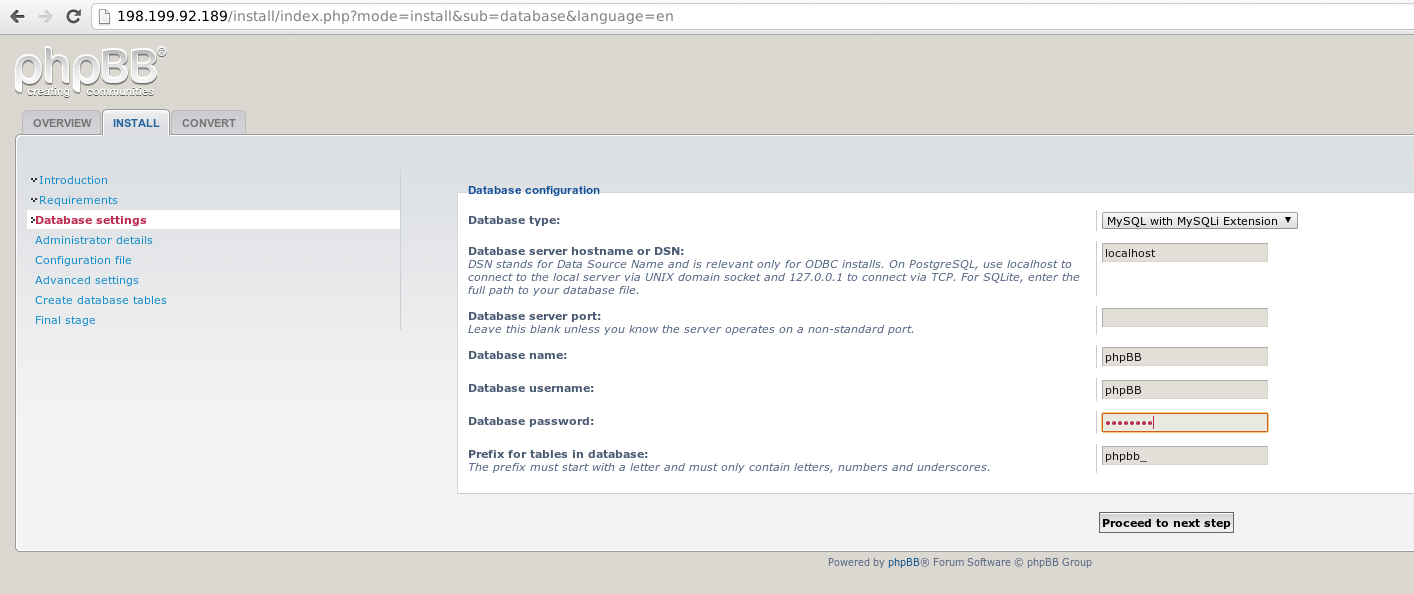 198.199.92.189/install/index.php?mode=install&sub=database&language=en
phpBB®
creating communities
OVERVIEW INSTALL CONVERT
Introduction
Requirements
Database settings
Administrator details
Configuration file
Advanced settings
Create database tables
Final stage
Database configuration
Database type:
MySQL with MySQLi Extension
Database server hostname or DSN:
localhost
DSN stands for Data Source Name and is relevant only for ODBC installs. On PostgreSQL, use localhost to
connect to the local server via UNIX domain socket and 127.0.0.1 to connect via TCP. For SQLite, enter the
full path to your database file.
Database server port:
Leave this blank unless you know the server operates on a non-standard port.
Database name:
phpBB
Database username:
phpBB
Database password:
••••••••
Prefix for tables in database:
phpbb_
The prefix must start with a letter and must only contain letters, numbers and underscores.
Proceed to next step
Powered by phpBB® Forum Software © phpBB Group